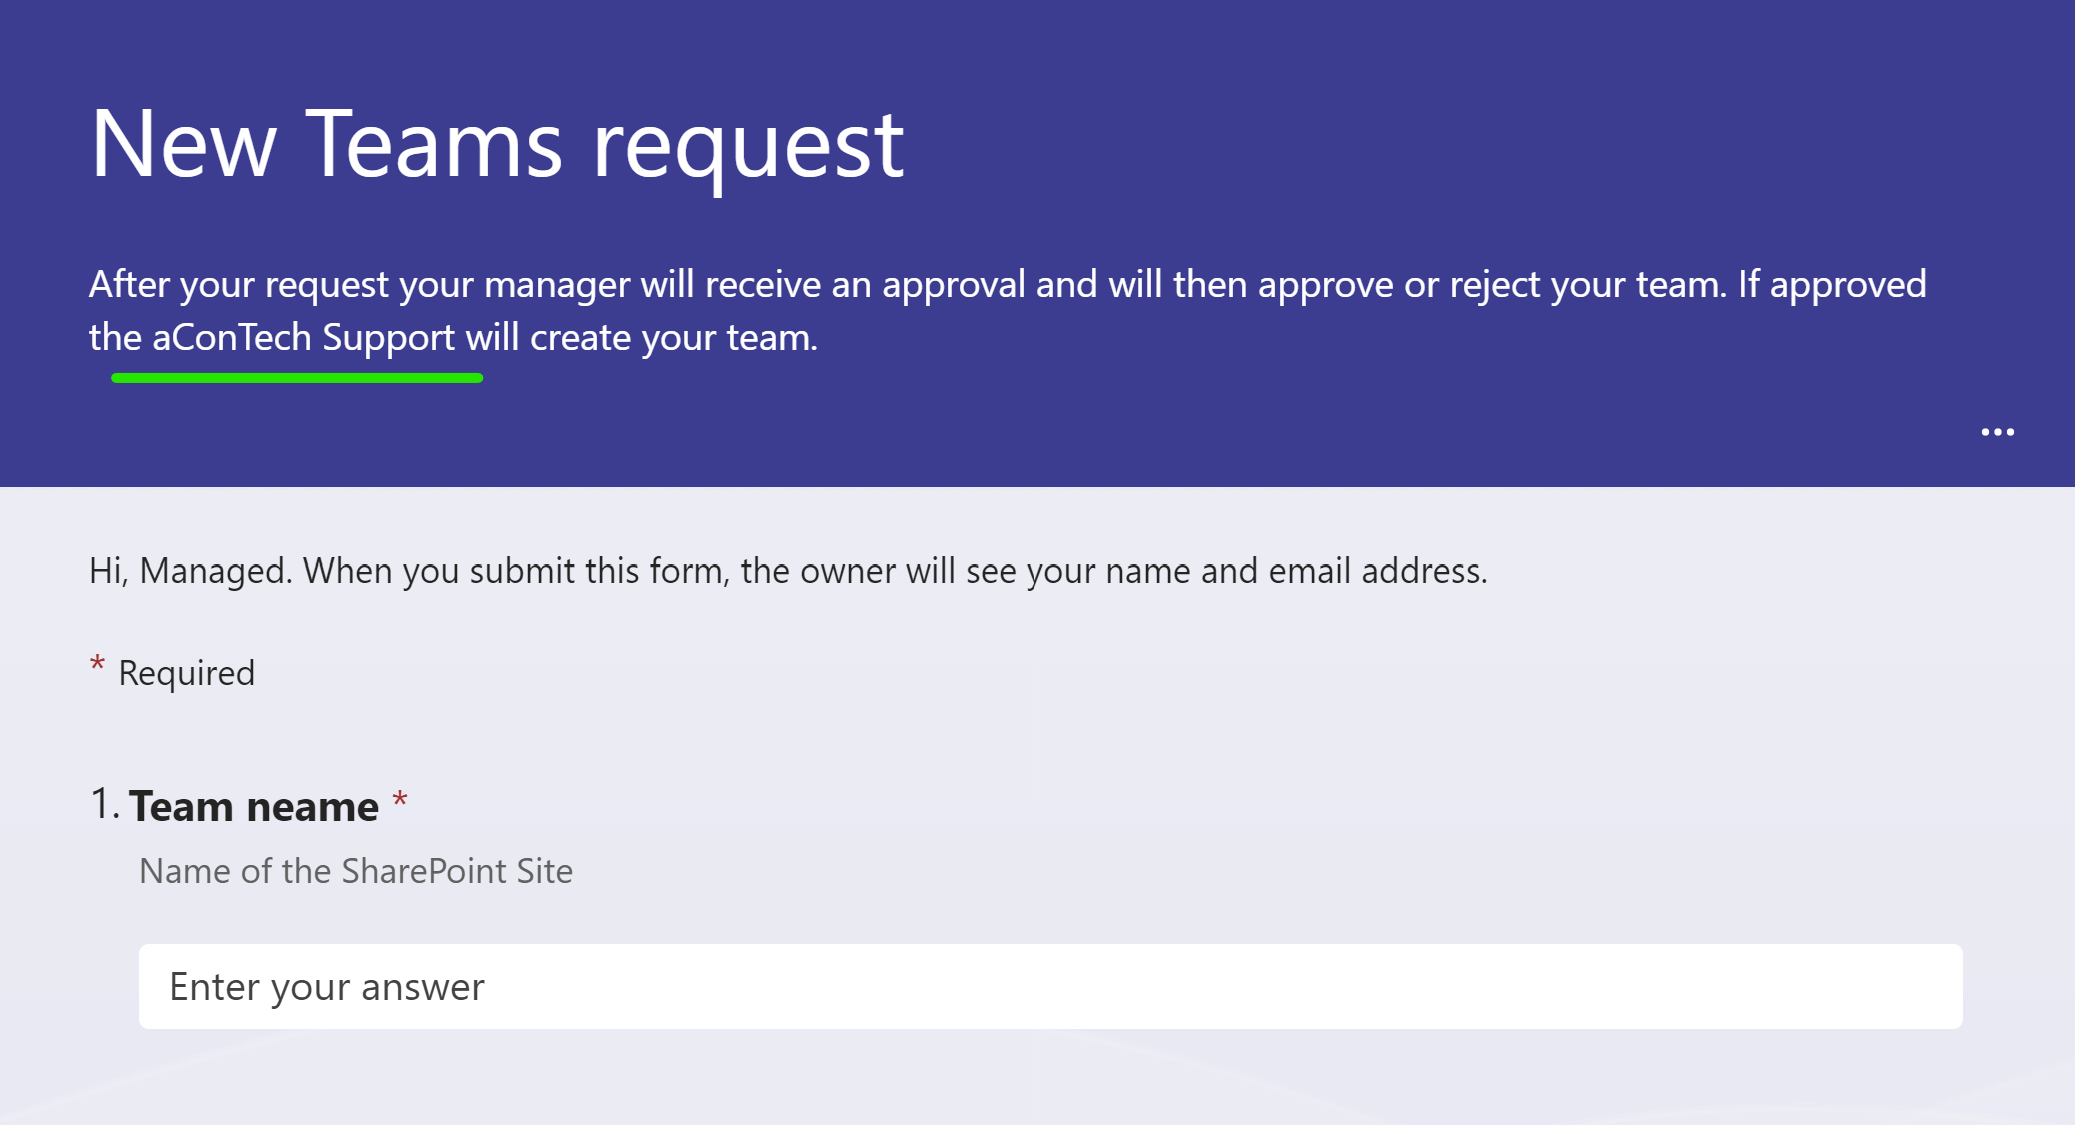 New Teams request
After your request your manager will receive an approval and will then approve or reject your team. If approved
the aConTech Support will create your team.
...
Hi, Managed. When you submit this form, the owner will see your name and email address.
* Required
1. Team neame *
Name of the SharePoint Site
Enter your answer